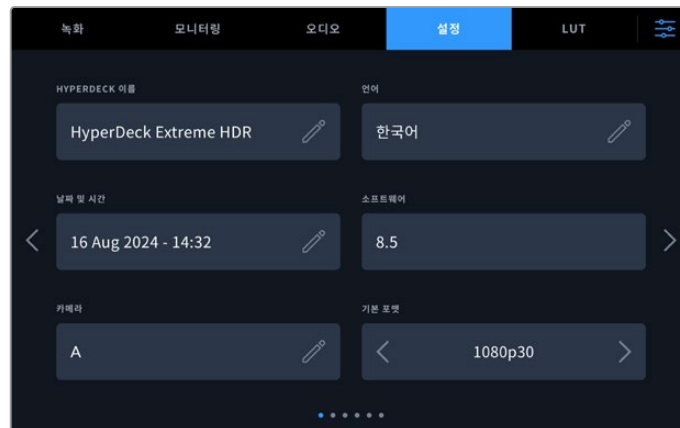 녹화 모니터링 오디오 설정 LUT
HYPERDECK 이름 언어
HyperDeck Extreme HDR 한국어
날짜 및 시간 소프트웨어
16 Aug 2024 - 14:32 8.5
카메라 기본 포맷
A 1080p30